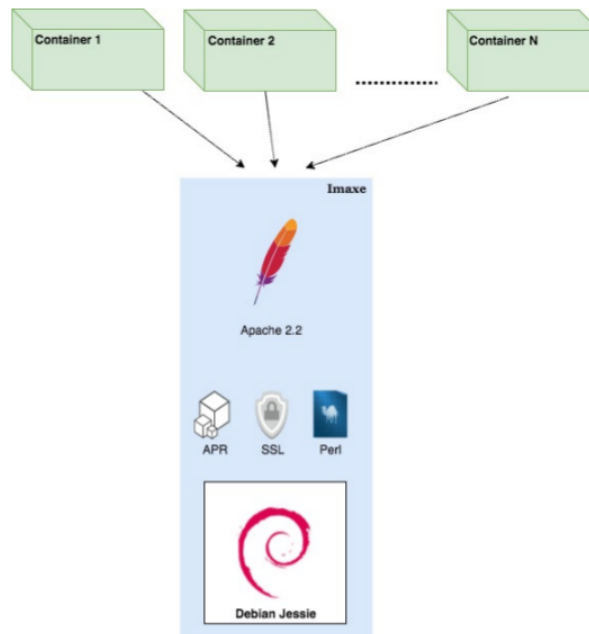 Container 1
Container 2
Container N
Imaxe
Apache 2.2
APR
SSL
Perl
Debian Jessie